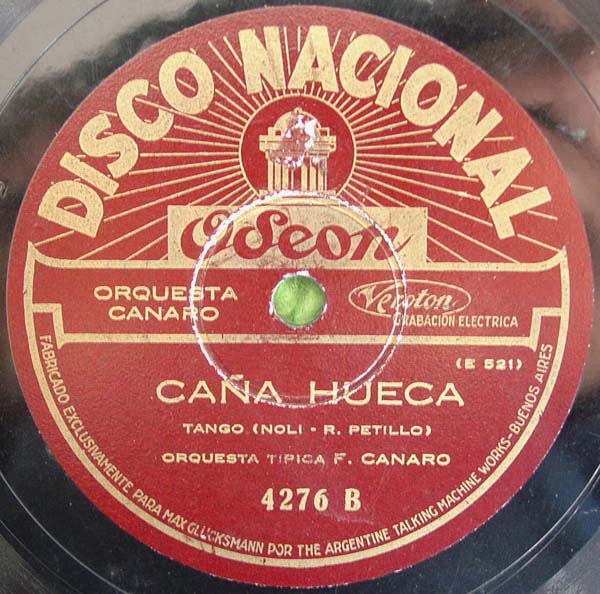 DISCO NACIONAL
Odeon
ORQUESTA
CANARO
Veroton
GRABACIÓN ELECTRICA
(E 521)
CAÑA HUECA
TANGO (NOLI - R. PETILLO)
ORQUESTA TIPICA F. CANARO
4276 B
FABRICADO EXCLUSIVAMENTE PARA MAX GLÜCKSMANN POR THE ARGENTINE TALKING MACHINE WORKS-BUENOS AIRES